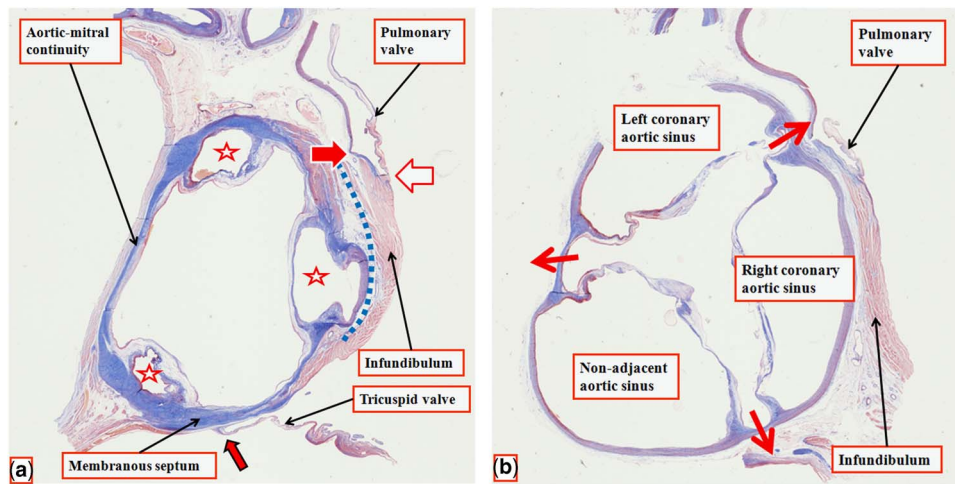 Aortic-mitral
continuity
Pulmonary
valve
Infundibulum
Tricuspid valve
Membranous septum
(a)
Pulmonary
valve
Left coronary
aortic sinus
Right coronary
aortic sinus
Non-adjacent
aortic sinus
Infundibulum
(b)